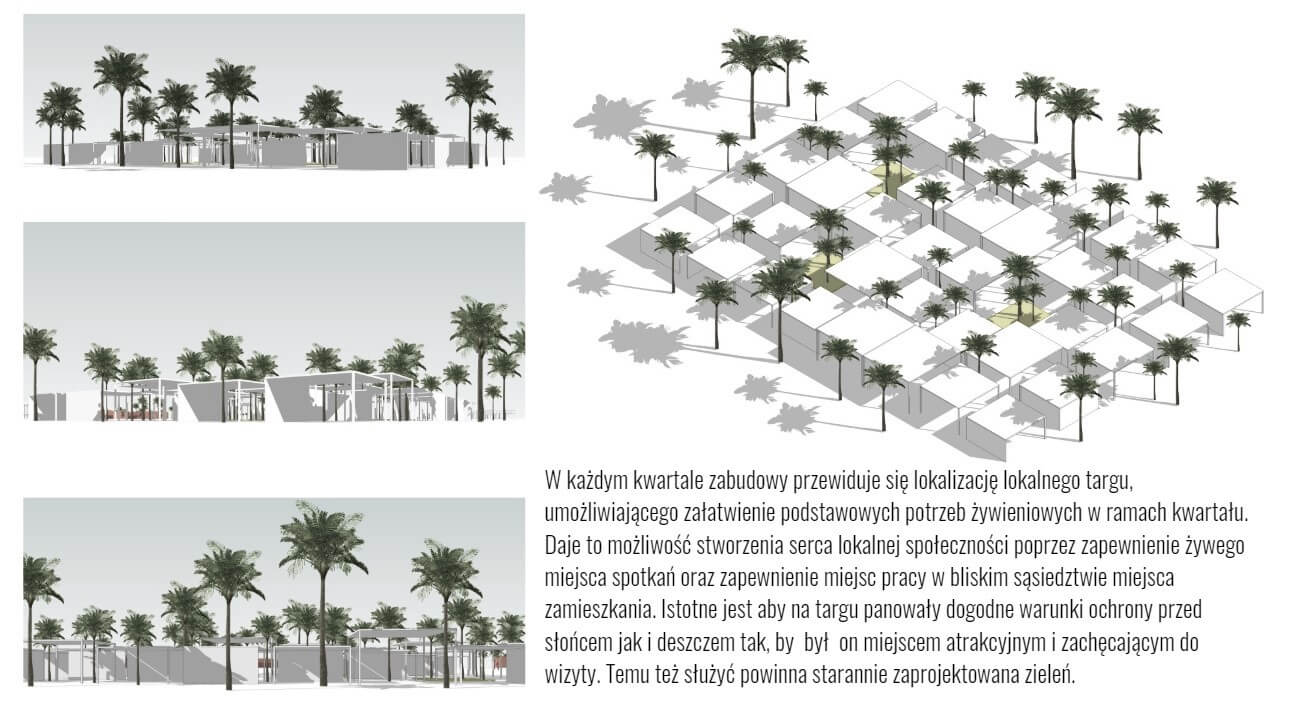 W każdym kwartale zabudowy przewiduje się lokalizację lokalnego targu,
umożliwiającego załatwienie podstawowych potrzeb żywieniowych w ramach kwartału.
Daje to możliwość stworzenia serca lokalnej społeczności poprzez zapewnienie żywego
miejsca spotkań oraz zapewnienie miejsc pracy w bliskim sąsiedztwie miejsca
zamieszkania. Istotne jest aby na targu panowały dogodne warunki ochrony przed
słońcem jak i deszczem tak, by był on miejscem atrakcyjnym i zachęcającym do
wizyty. Temu też służyć powinna starannie zaprojektowana zieleń.